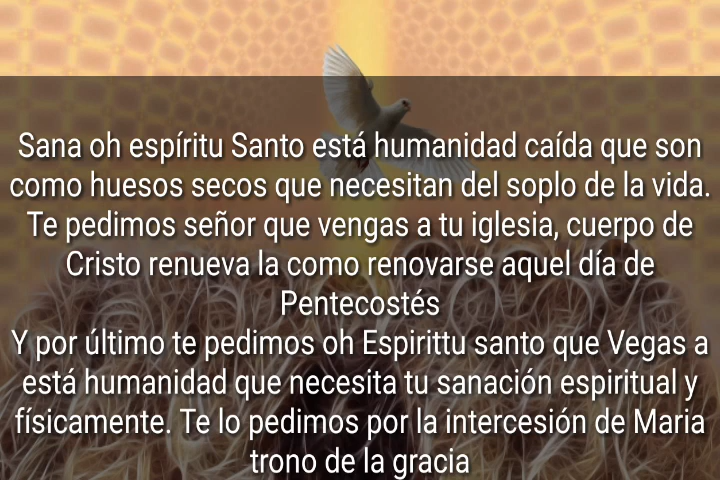 Sana oh espíritu Santo está humanidad caída que son
como huesos secos que necesitan del soplo de la vida.
Te pedimos señor que vengas a tu iglesia, cuerpo de
Cristo renueva la como renovarse aquel día de
Pentecostés
Y por último te pedimos oh Espirittu santo que Vegas a
está humanidad que necesita tu sanación espiritual y
físicamente. Te lo pedimos por la intercesión de Maria
trono de la gracia